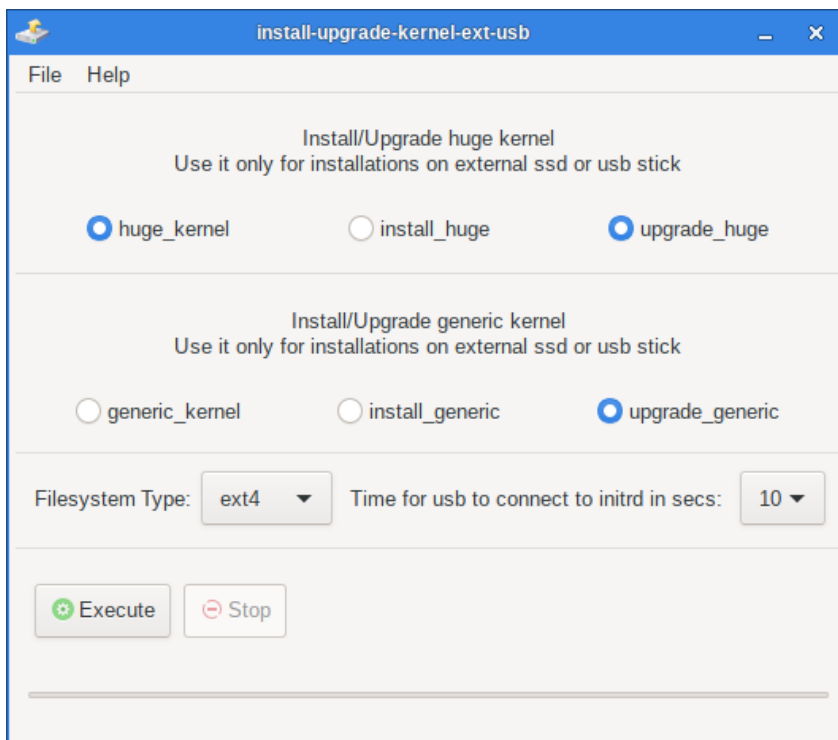 install-upgrade-kernel-ext-usb
File Help
Install/Upgrade huge kernel
Use it only for installations on external ssd or usb stick
huge_kernel install_huge upgrade_huge
Install/Upgrade generic kernel
Use it only for installations on external ssd or usb stick
generic_kernel install_generic upgrade_generic
Filesystem Type: ext4 Time for usb to connect to initrd in secs: 10
Execute Stop